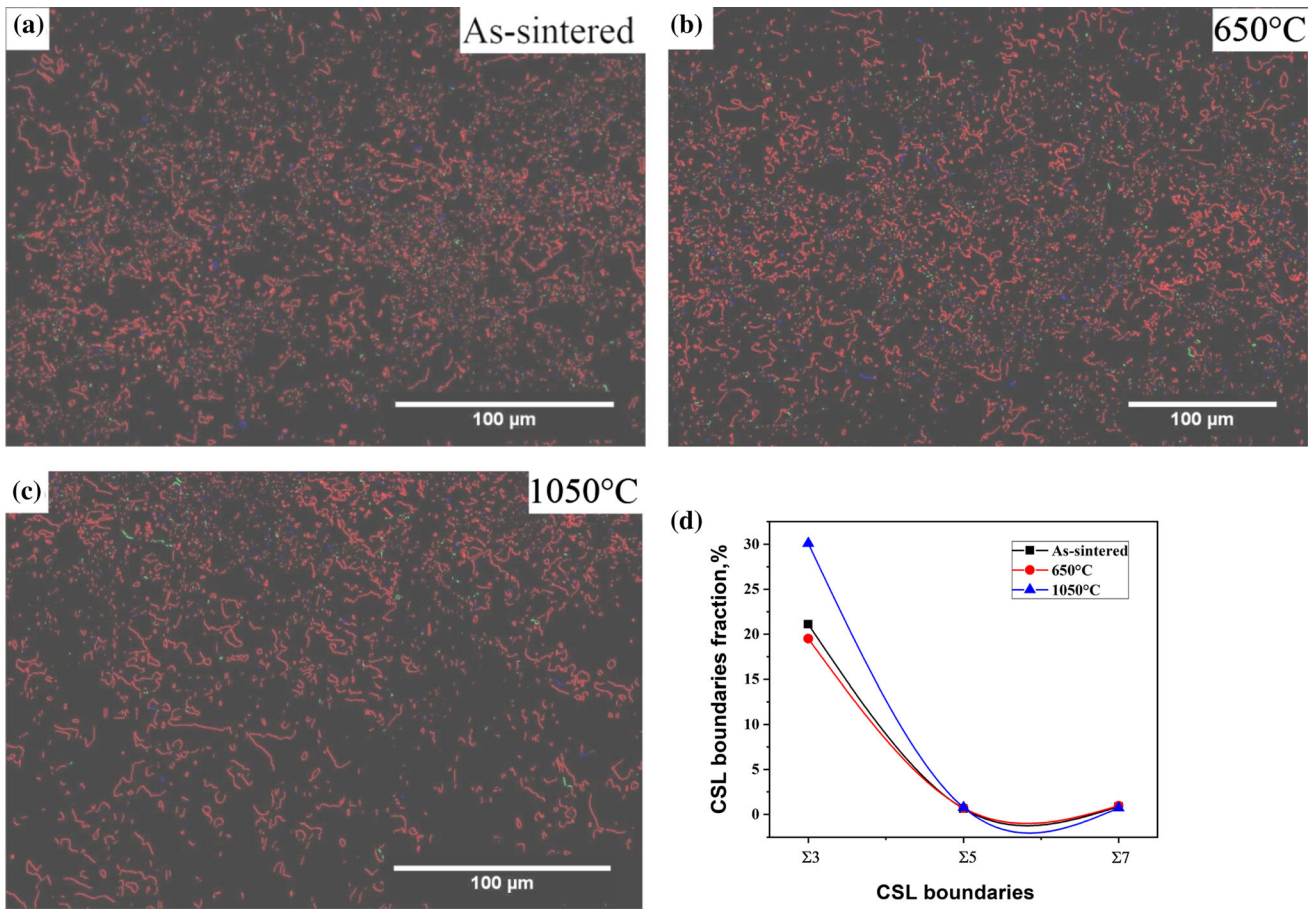 (a)
As-sintered
(b)
650°C
100 µm
100 µm
(c)
1050°C
100 µm
(d)
CSL boundaries fraction,%
30
25
20
15
10
5
0
As-sintered
650°C
1050°C
Σ3
Σ5
Σ7
CSL boundaries